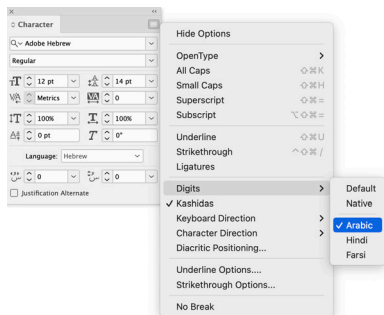 Character
Adobe Hebrew
Regular
12 pt
14 pt
Metrics
0
100%
100%
0 pt
0°
Language: Hebrew
0
0
Justification Alternate
Hide Options
OpenType
All Caps ⇧⌘K
Small Caps ⇧⌘H
Superscript ⇧⌘=
Subscript ⌥⇧⌘=
Underline ⇧⌘U
Strikethrough ^⇧⌘/
Ligatures
Digits
✓ Kashidas
Keyboard Direction
Character Direction
Diacritic Positioning...
Underline Options....
Strikethrough Options...
No Break
Default
Native
✓ Arabic
Hindi
Farsi